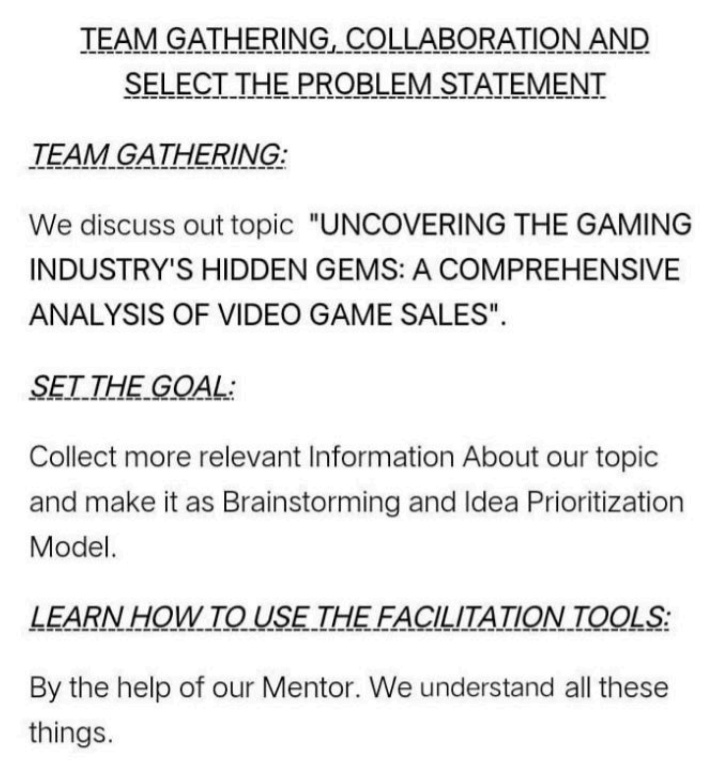 TEAM GATHERING, COLLABORATION AND
SELECT THE PROBLEM STATEMENT
TEAM GATHERING:
We discuss out topic "UNCOVERING THE GAMING
INDUSTRY'S HIDDEN GEMS: A COMPREHENSIVE
ANALYSIS OF VIDEO GAME SALES".
SET THE GOAL:
Collect more relevant Information About our topic
and make it as Brainstorming and Idea Prioritization
Model.
LEARN HOW TO USE THE FACILITATION TOOLS:
By the help of our Mentor. We understand all these
things.